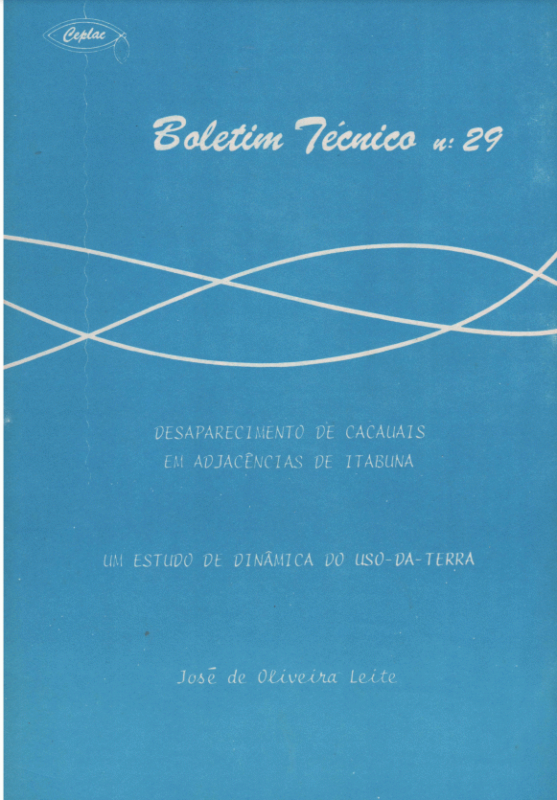 Ceplac
Boletim Técnico nº 29
DESAPARECIMENTO DE CACAUAIS
EM ADJACÊNCIAS DE ITABUNA
UM ESTUDO DE DINÂMICA DO USO-DA-TERRA
José de Oliveira Leite